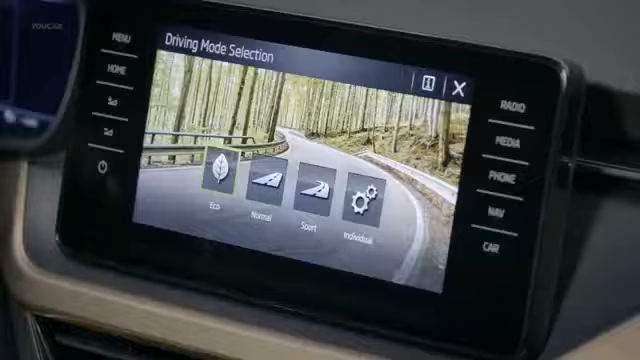 YOUCAR
MENU
HOME
Driving Mode Selection
Eco
Normal
Sport
Individual
RADIO
MEDIA
PHONE
NAV
CAR